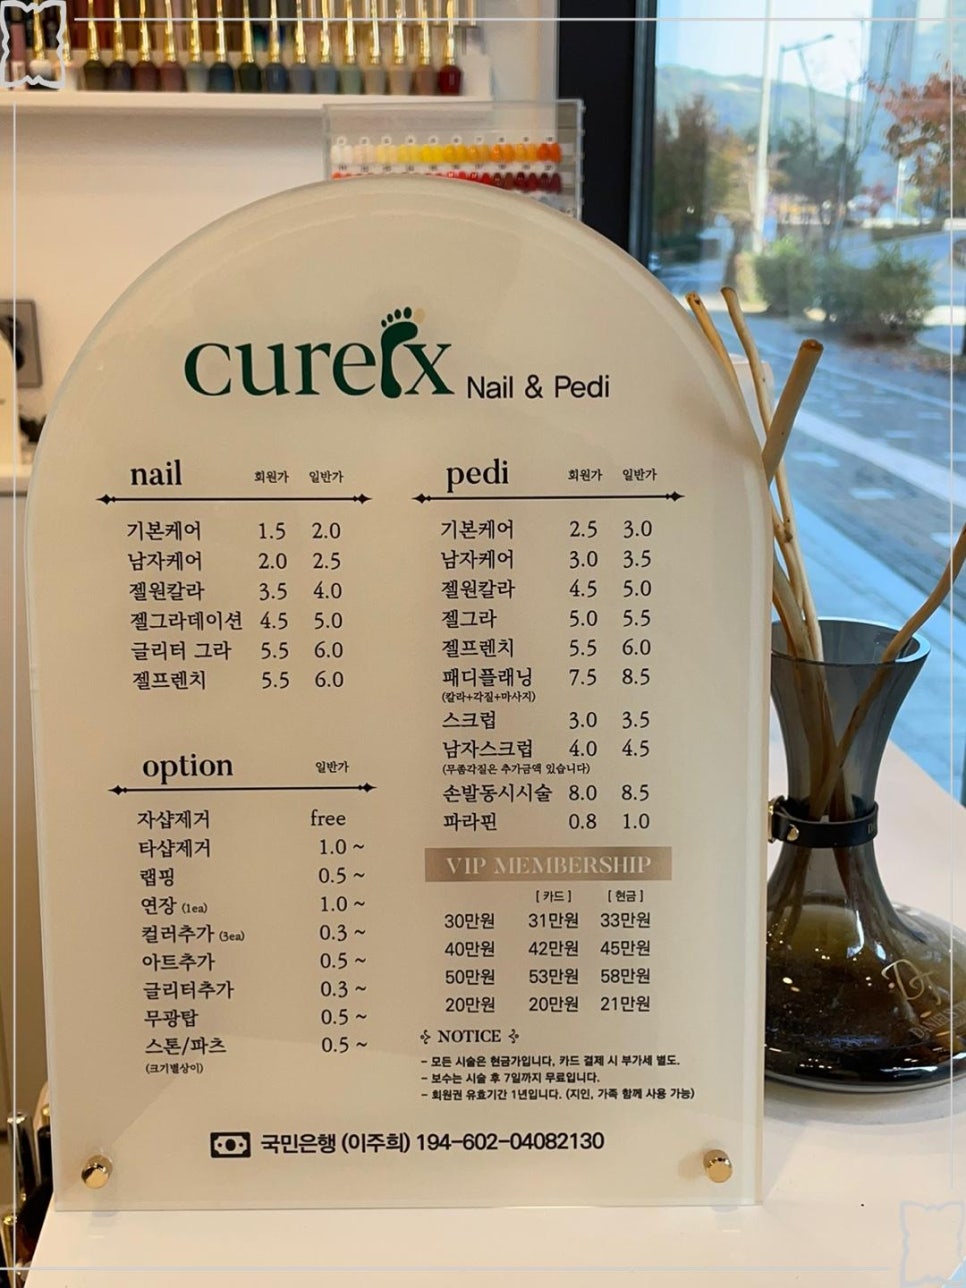 curerx Nail & Pedi
nail 회원가 일반가
기본케어 1.5 2.0
남자케어 2.0 2.5
젤원칼라 3.5 4.0
젤그라데이션 4.5 5.0
글리터 그라 5.5 6.0
젤프렌치 5.5 6.0
option 일반가
자샵제거 free
타샵제거 1.0 ~
랩핑 0.5 ~
연장 (1ea) 1.0 ~
컬러추가 (3ea) 0.3 ~
아트추가 0.5 ~
글리터추가 0.3 ~
무광탑 0.5 ~
스톤/파츠 0.5 ~
(크기별상이)
pedi 회원가 일반가
기본케어 2.5 3.0
남자케어 3.0 3.5
젤원칼라 4.5 5.0
젤그라 5.0 5.5
젤프렌치 5.5 6.0
패디플래닝 7.5 8.5
(칼라+각질+마사지)
스크럽 3.0 3.5
남자스크럽 4.0 4.5
(무좀각질은 추가금액 있습니다)
손발동시시술 8.0 8.5
파라핀 0.8 1.0
VIP MEMBERSHIP
[ 카드 ] [ 현금 ]
30만원 31만원 33만원
40만원 42만원 45만원
50만원 53만원 58만원
20만원 20만원 21만원
NOTICE
- 모든 시술은 현금가입니다, 카드 결제 시 부가세 별도.
- 보수는 시술 후 7일까지 무료입니다.
- 회원권 유효기간 1년입니다. (지인, 가족 함께 사용 가능)
국민은행 (이주희) 194-602-04082130